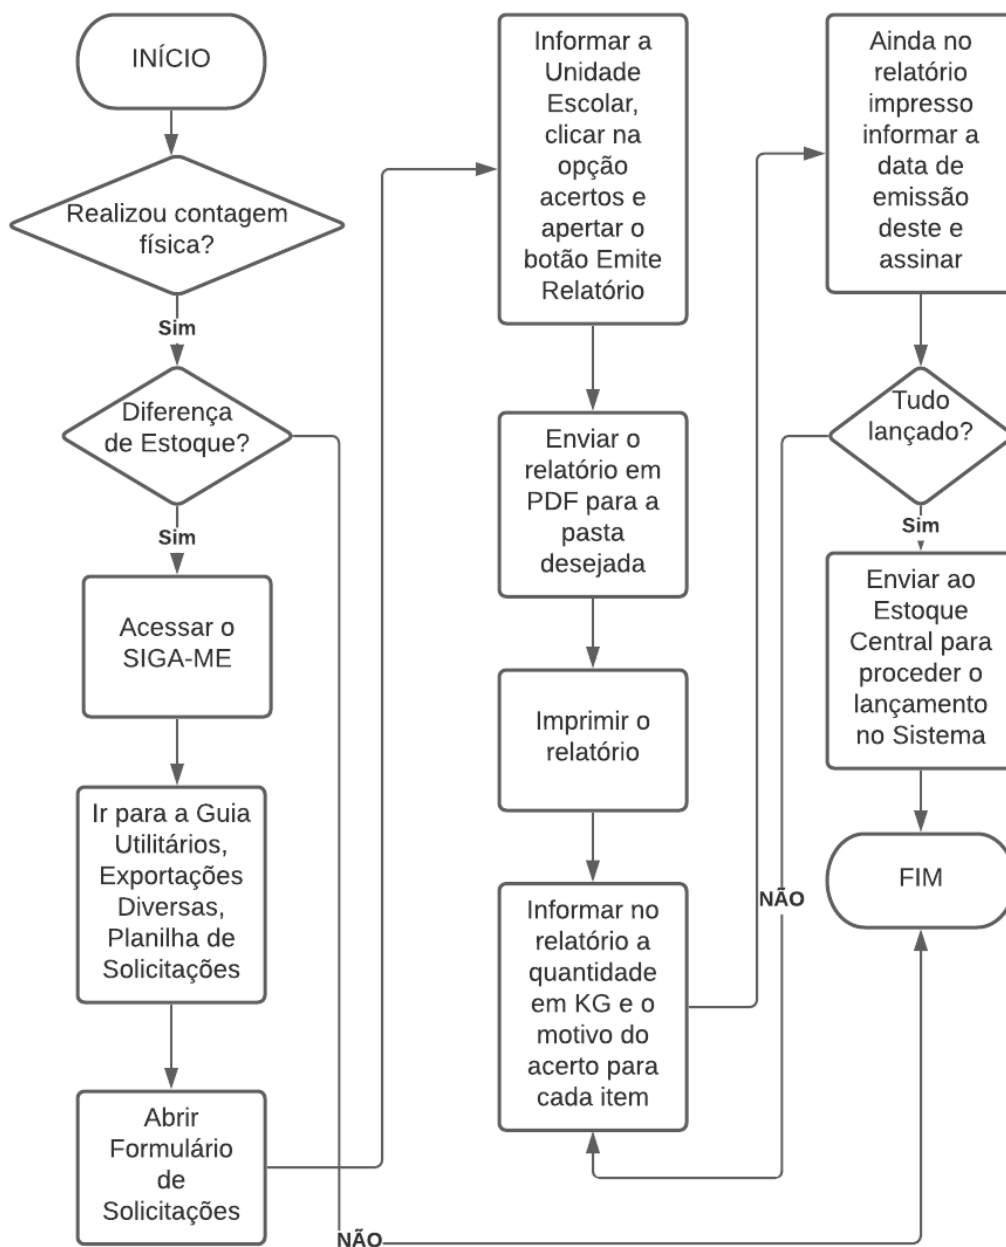 INÍCIO
Realizou contagem
física?
Sim
Diferença
de Estoque?
Sim
Acessar o
SIGA-ME
Ir para a Guia
Utilitários,
Exportações
Diversas,
Planilha de
Solicitações
Abrir
Formulário
de
Solicitações
NÃO
Informar a
Unidade
Escolar,
clicar na
opção
acertos e
apertar o
botão Emite
Relatório
Enviar o
relatório em
PDF para a
pasta
desejada
Imprimir o
relatório
Informar no
relatório a
quantidade
em KG e o
motivo do
acerto para
cada item
Ainda no
relatório
impresso
informar a
data de
emissão
deste e
assinar
Tudo
lançado?
NÃO
Sim
Enviar ao
Estoque
Central para
proceder o
lançamento
no Sistema
FIM